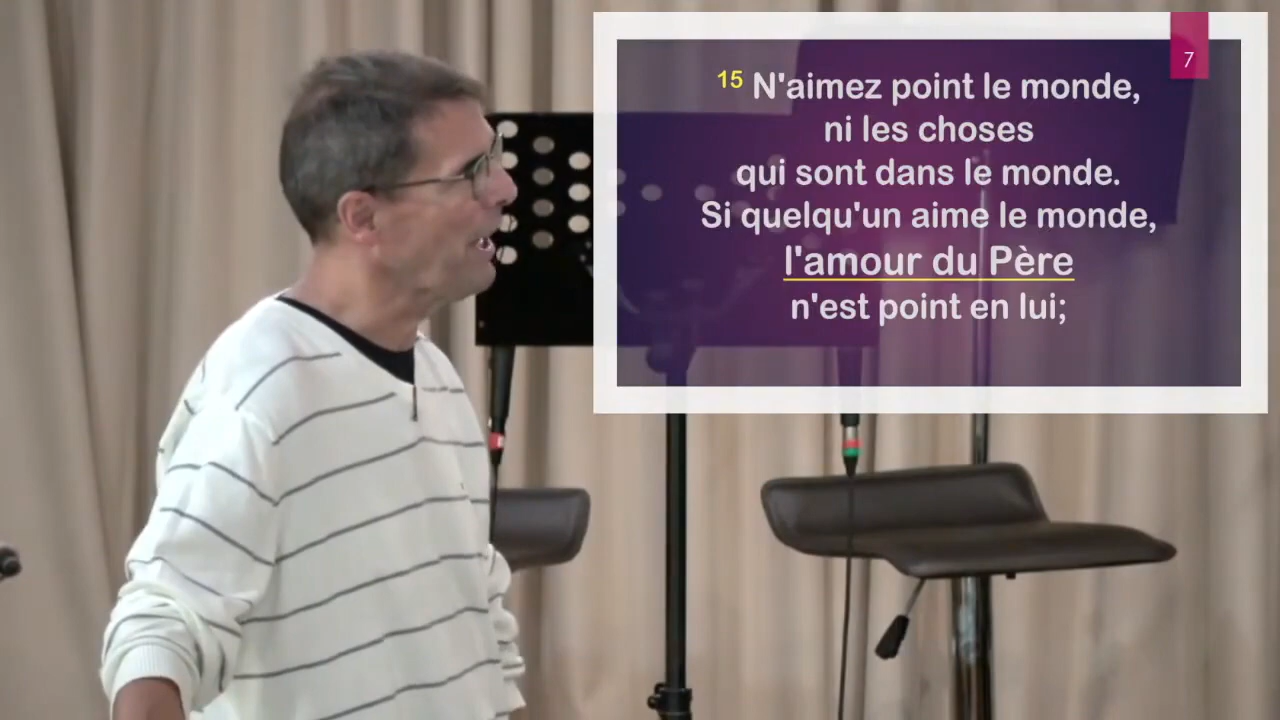 7
15 N'aimez point le monde,
ni les choses
qui sont dans le monde.
Si quelqu'un aime le monde,
l'amour du Père
n'est point en lui;